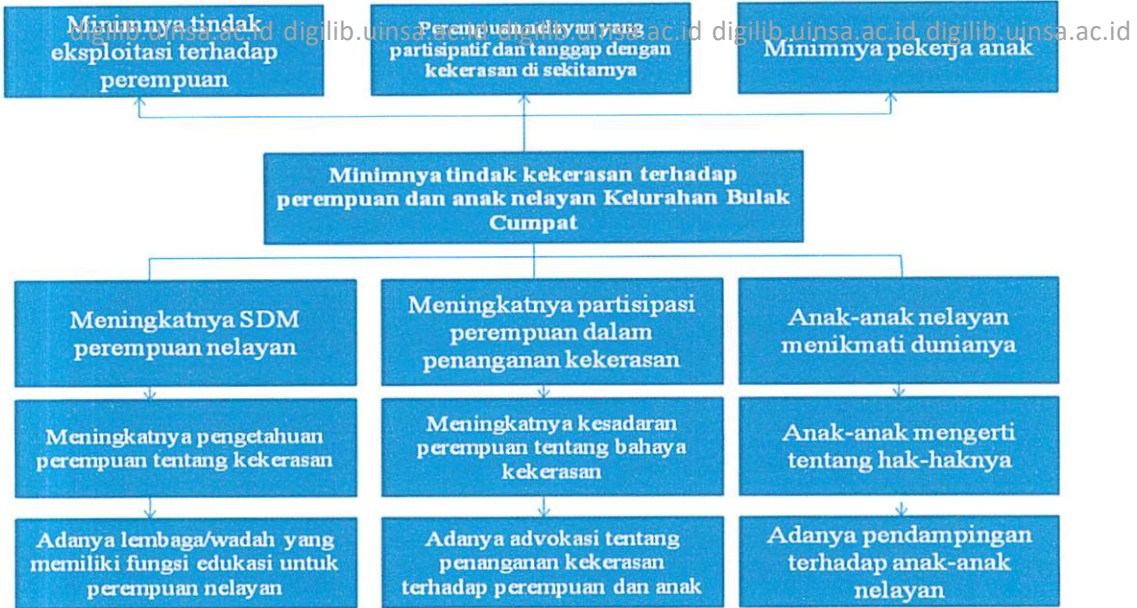 digilib.uinsa.ac.id digilib.uinsa.ac.id digilib.uinsa.ac.id digilib.uinsa.ac.id digilib.uinsa.ac.id
Minimnya tindak
eksploitasi terhadap
perempuan
Perempuan nelayan yang
partisipatif dan tanggap dengan
kekerasan di sekitarnya
Minimnya pekerja anak
Minimnya tindak kekerasan terhadap
perempuan dan anak nelayan Kelurahan Bulak
Cumpat
Meningkatnya SDM
perempuan nelayan
Meningkatnya partisipasi
perempuan dalam
penanganan kekerasan
Anak-anak nelayan
menikmati dunianya
Meningkatnya pengetahuan
perempuan tentang kekerasan
Meningkatnya kesadaran
perempuan tentang bahaya
kekerasan
Anak-anak mengerti
tentang hak-haknya
Adanya lembaga/wadah yang
memiliki fungsi edukasi untuk
perempuan nelayan
Adanya advokasi tentang
penanganan kekerasan
terhadap perempuan dan anak
Adanya pendampingan
terhadap anak-anak
nelayan